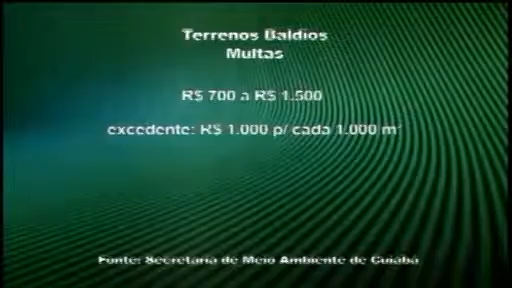 Terrenos Baldios
Multas
R$ 700 a R$ 1.500
excedente: R$ 1.000 p/ cada 1.000 m²
Fonte: Secretaria de Meio Ambiente de Cuiabá